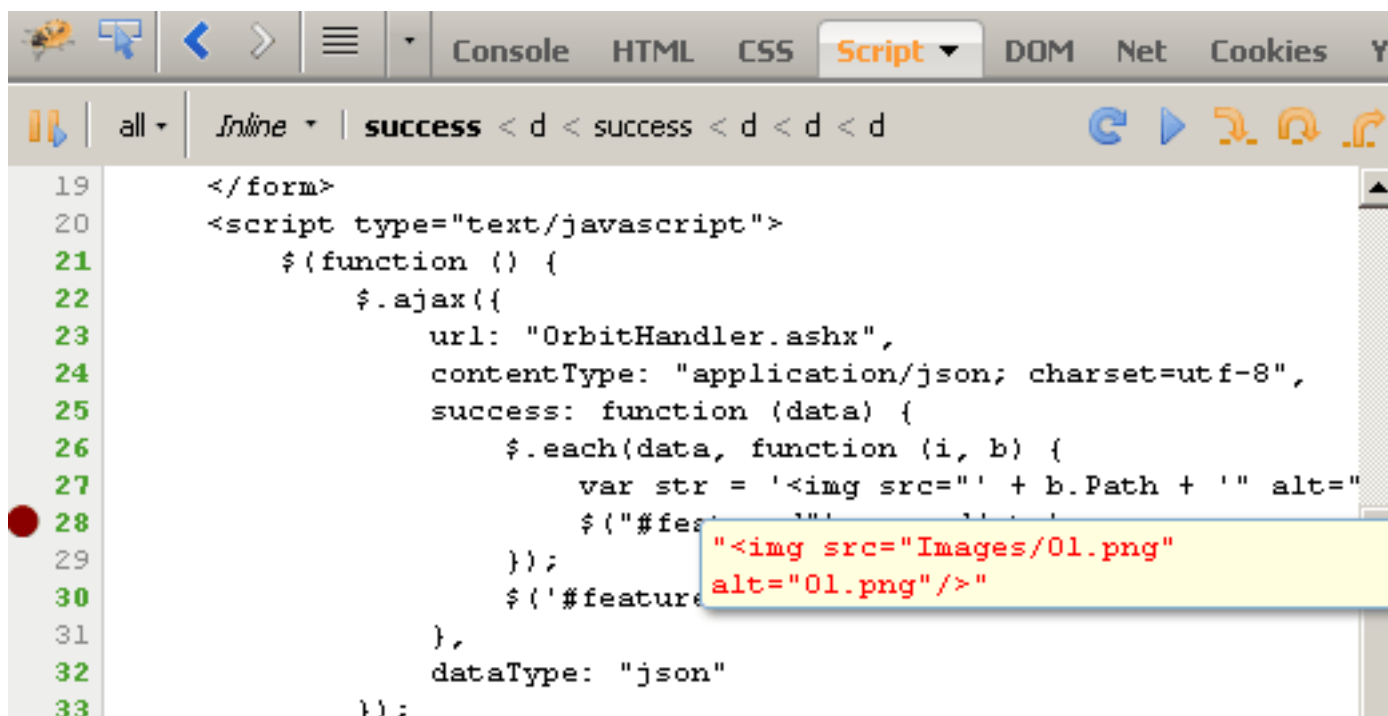 Console HTML CSS Script DOM Net Cookies Y
all Inline success < d < success < d < d < d
19 </form>
20 <script type="text/javascript">
21 $(function () {
22 $.ajax({
23 url: "OrbitHandler.ashx",
24 contentType: "application/json; charset=utf-8",
25 success: function (data) {
26 $.each(data, function (i, b) {
27 var str = '<img src="' + b.Path + '" alt="
28 $("#fea
"<img src="Images/01.png"
alt="01.png"/>"
29 });
30 $('#feature
31 },
32 dataType: "json"
33 });